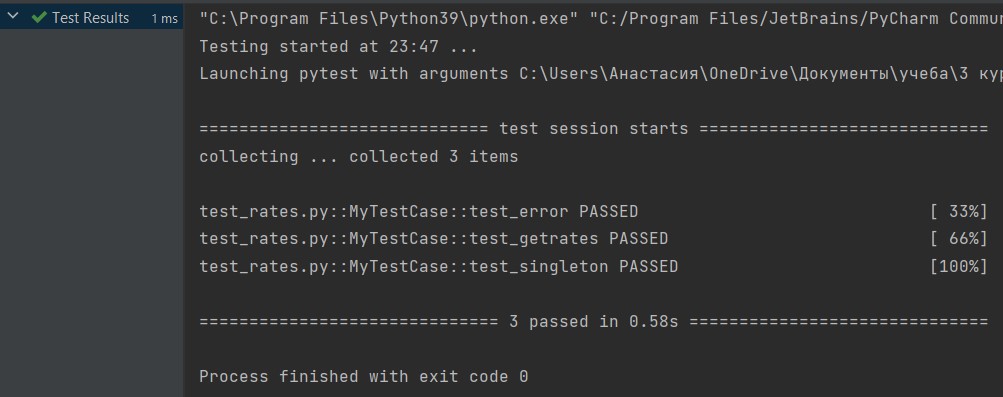 Test Results 1 ms
"C:\Program Files\Python39\python.exe" "C:/Program Files/JetBrains/PyCharm
Testing started at 23:47 ...
Launching pytest with arguments C:\Users\Анастасия\OneDrive\Документы\учеба\3
============================= test session starts =============================
collecting ... collected 3 items
test_rates.py::MyTestCase::test_error PASSED [ 33%]
test_rates.py::MyTestCase::test_getrates PASSED [ 66%]
test_rates.py::MyTestCase::test_singleton PASSED [100%]
============================== 3 passed in 0.58s ==============================
Process finished with exit code 0